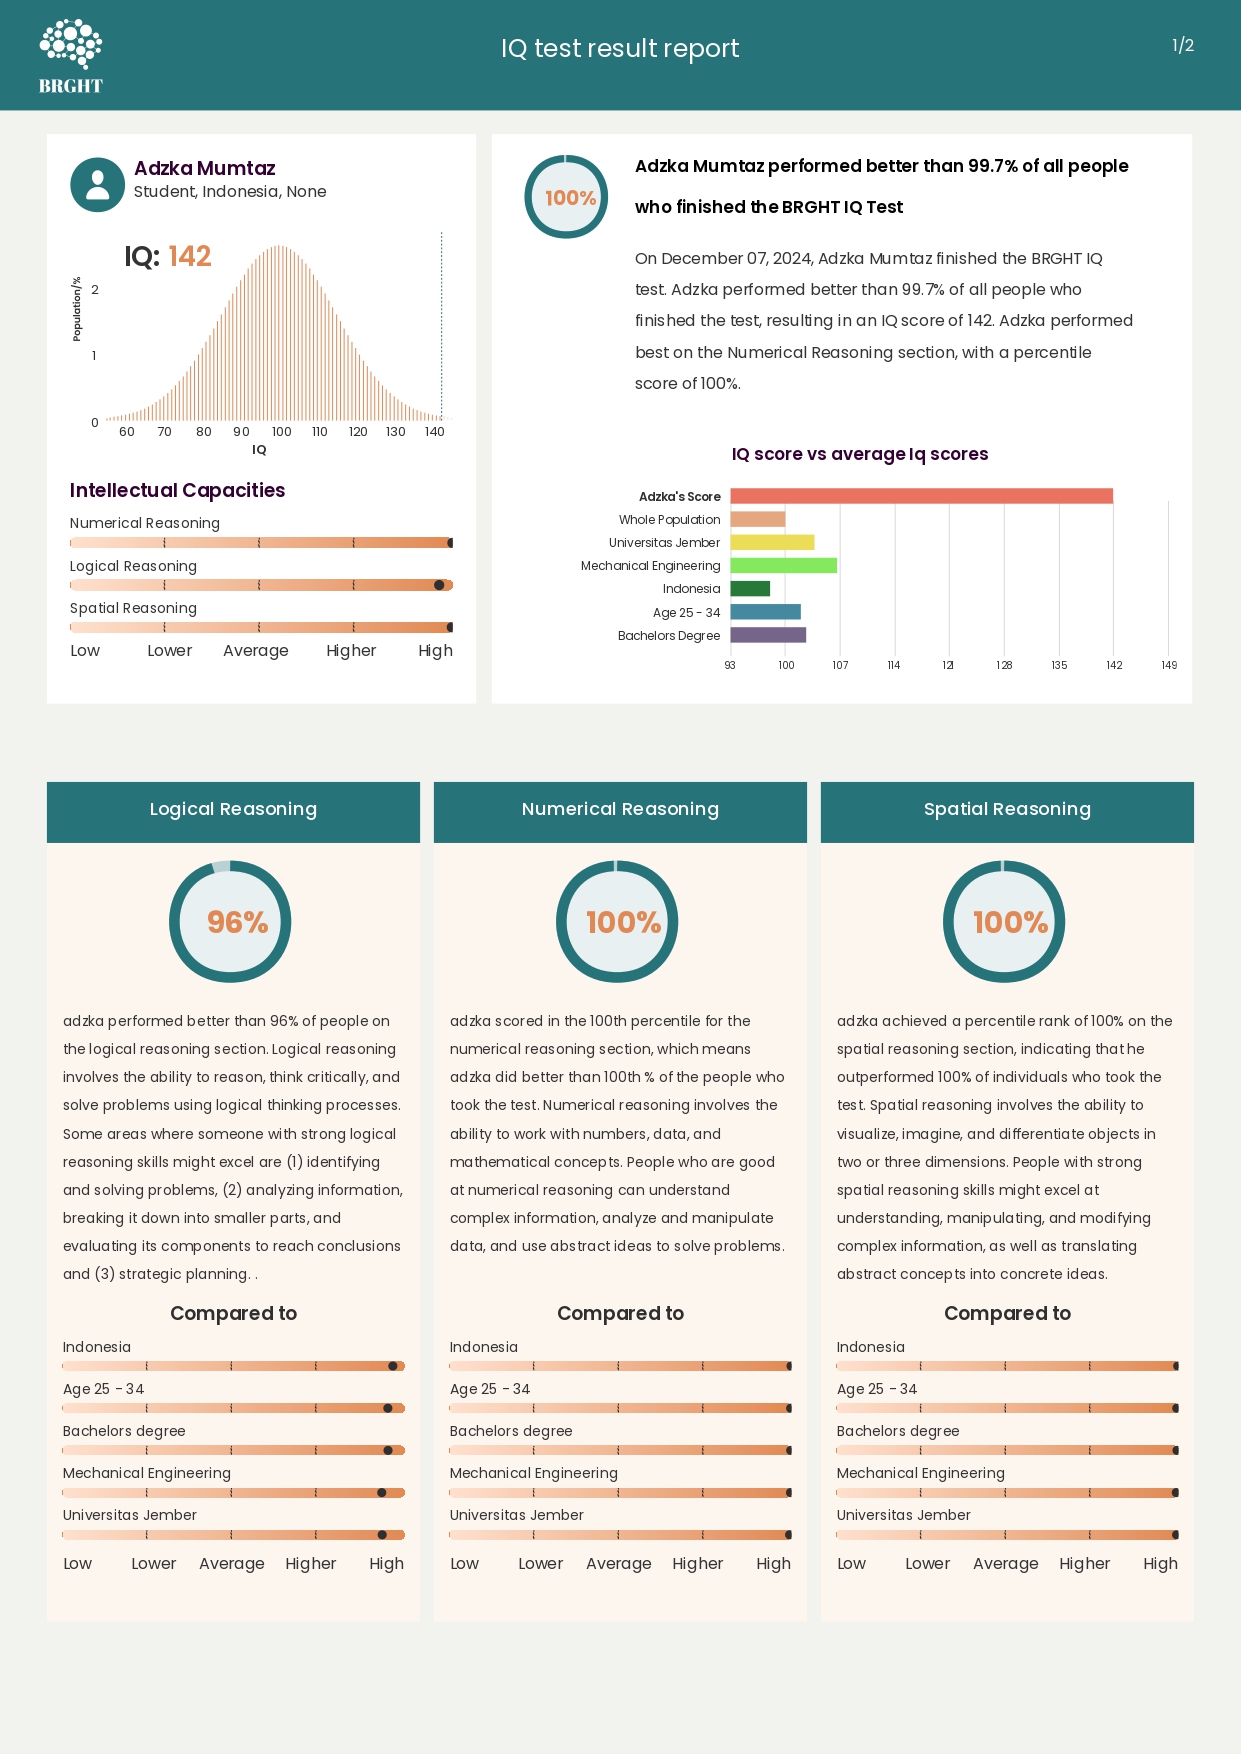 BRGHT
IQ test result report
1/2
Adzka Mumtaz
Student, Indonesia, None
IQ: 142
Population/%
2
1
0
60 70 80 90 100 110 120 130 140
IQ
Intellectual Capacities
Numerical Reasoning
Logical Reasoning
Spatial Reasoning
Low Lower Average Higher High
100%
Adzka Mumtaz performed better than 99.7% of all people
who finished the BRGHT IQ Test
On December 07, 2024, Adzka Mumtaz finished the BRGHT IQ
test. Adzka performed better than 99.7% of all people who
finished the test, resulting in an IQ score of 142. Adzka performed
best on the Numerical Reasoning section, with a percentile
score of 100%.
IQ score vs average Iq scores
Adzka's Score
Whole Population
Universitas Jember
Mechanical Engineering
Indonesia
Age 25 - 34
Bachelors Degree
93 100 107 114 121 128 135 142 149
Logical Reasoning
96%
adzka performed better than 96% of people on
the logical reasoning section. Logical reasoning
involves the ability to reason, think critically, and
solve problems using logical thinking processes.
Some areas where someone with strong logical
reasoning skills might excel are (1) identifying
and solving problems, (2) analyzing information,
breaking it down into smaller parts, and
evaluating its components to reach conclusions
and (3) strategic planning. .
Compared to
Indonesia
Age 25 - 34
Bachelors degree
Mechanical Engineering
Universitas Jember
Low Lower Average Higher High
Numerical Reasoning
100%
adzka scored in the 100th percentile for the
numerical reasoning section, which means
adzka did better than 100th % of the people who
took the test. Numerical reasoning involves the
ability to work with numbers, data, and
mathematical concepts. People who are good
at numerical reasoning can understand
complex information, analyze and manipulate
data, and use abstract ideas to solve problems.
Compared to
Indonesia
Age 25 - 34
Bachelors degree
Mechanical Engineering
Universitas Jember
Low Lower Average Higher High
Spatial Reasoning
100%
adzka achieved a percentile rank of 100% on the
spatial reasoning section, indicating that he
outperformed 100% of individuals who took the
test. Spatial reasoning involves the ability to
visualize, imagine, and differentiate objects in
two or three dimensions. People with strong
spatial reasoning skills might excel at
understanding, manipulating, and modifying
complex information, as well as translating
abstract concepts into concrete ideas.
Compared to
Indonesia
Age 25 - 34
Bachelors degree
Mechanical Engineering
Universitas Jember
Low Lower Average Higher High